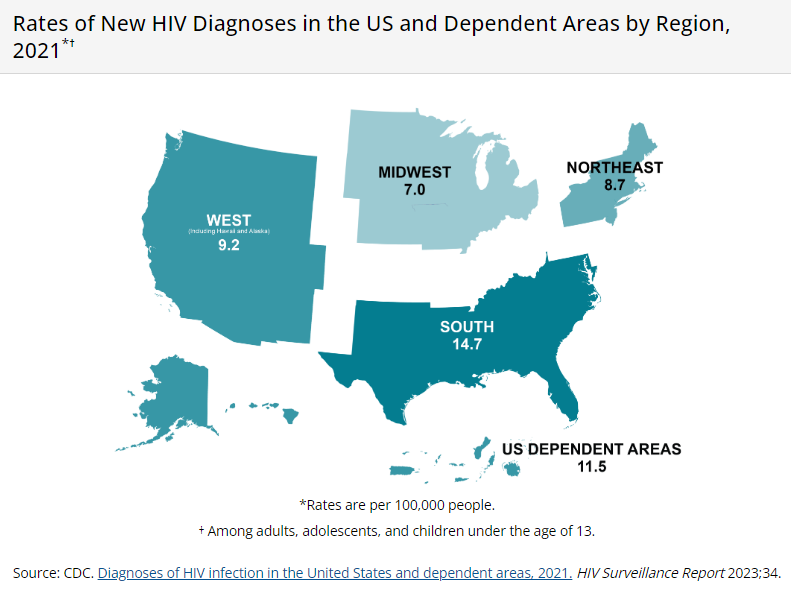 Rates of New HIV Diagnoses in the US and Dependent Areas by Region,
2021*†
MIDWEST
7.0
NORTHEAST
8.7
WEST
(Including Hawaii and Alaska)
9.2
SOUTH
14.7
US DEPENDENT AREAS
11.5
*Rates are per 100,000 people.
† Among adults, adolescents, and children under the age of 13.
Source: CDC. Diagnoses of HIV infection in the United States and dependent areas, 2021. HIV Surveillance Report 2023;34.